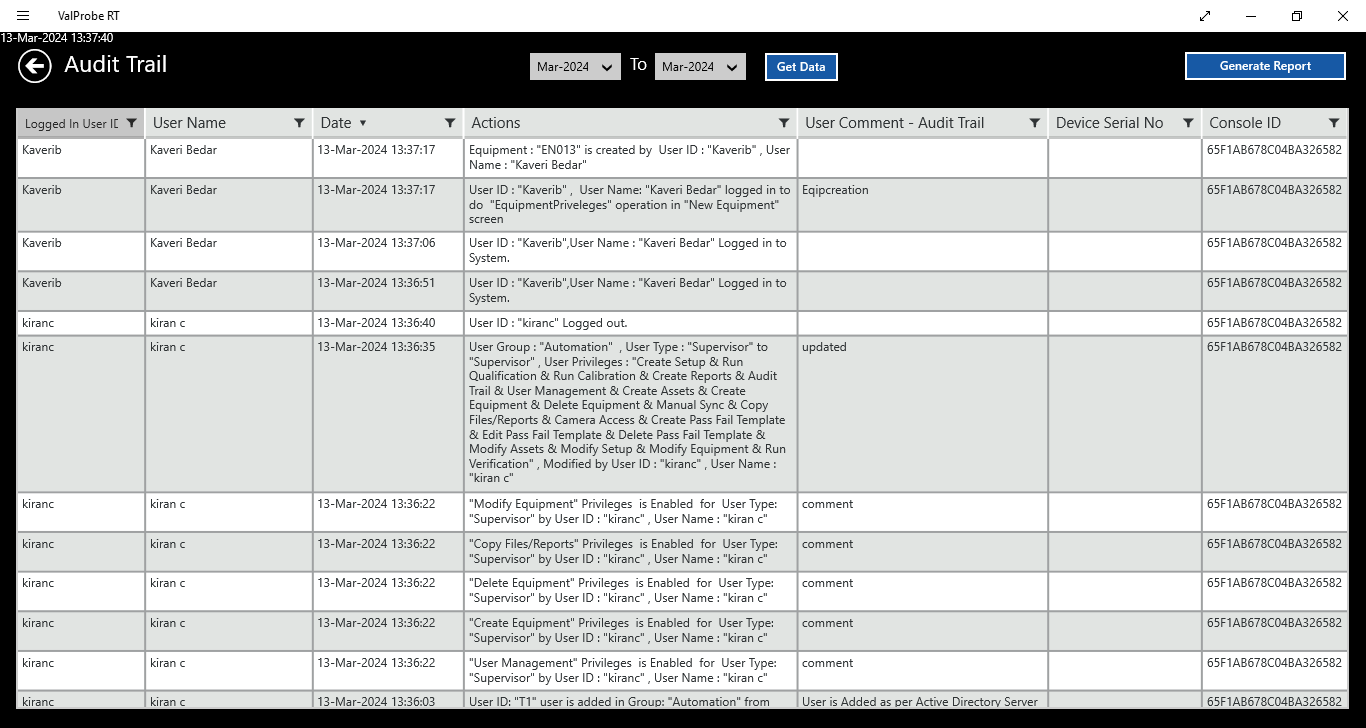 ValProbe RT
13-Mar-2024 13:37:40
Audit Trail
Mar-2024 To Mar-2024 Get Data Generate Report
Logged In User ID User Name Date Actions User Comment - Audit Trail Device Serial No Console ID
Kaverib Kaveri Bedar 13-Mar-2024 13:37:17 Equipment : "EN013" is created by User ID : "Kaverib" , User 65F1AB678C04BA326582
Name : "Kaveri Bedar"
Kaverib Kaveri Bedar 13-Mar-2024 13:37:17 User ID : "Kaverib" , User Name: "Kaveri Bedar" logged in to Eqipcreation 65F1AB678C04BA326582
do "EquipmentPriveleges" operation in "New Equipment"
screen
Kaverib Kaveri Bedar 13-Mar-2024 13:37:06 User ID : "Kaverib",User Name : "Kaveri Bedar" Logged in to 65F1AB678C04BA326582
System.
Kaverib Kaveri Bedar 13-Mar-2024 13:36:51 User ID : "Kaverib",User Name : "Kaveri Bedar" Logged in to 65F1AB678C04BA326582
System.
kiranc kiran c 13-Mar-2024 13:36:40 User ID : "kiranc" Logged out. 65F1AB678C04BA326582
kiranc kiran c 13-Mar-2024 13:36:35 User Group : "Automation" , User Type : "Supervisor" to updated 65F1AB678C04BA326582
"Supervisor" , User Privileges : "Create Setup & Run
Qualification & Run Calibration & Create Reports & Audit
Trail & User Management & Create Assets & Create
Equipment & Delete Equipment & Manual Sync & Copy
Files/Reports & Camera Access & Create Pass Fail Template
& Edit Pass Fail Template & Delete Pass Fail Template &
Modify Assets & Modify Setup & Modify Equipment & Run
Verification" , Modified by User ID : "kiranc" , User Name :
"kiran c"
kiranc kiran c 13-Mar-2024 13:36:22 "Modify Equipment" Privileges is Enabled for User Type: comment 65F1AB678C04BA326582
"Supervisor" by User ID : "kiranc" , User Name : "kiran c"
kiranc kiran c 13-Mar-2024 13:36:22 "Copy Files/Reports" Privileges is Enabled for User Type: comment 65F1AB678C04BA326582
"Supervisor" by User ID : "kiranc" , User Name : "kiran c"
kiranc kiran c 13-Mar-2024 13:36:22 "Delete Equipment" Privileges is Enabled for User Type: comment 65F1AB678C04BA326582
"Supervisor" by User ID : "kiranc" , User Name : "kiran c"
kiranc kiran c 13-Mar-2024 13:36:22 "Create Equipment" Privileges is Enabled for User Type: comment 65F1AB678C04BA326582
"Supervisor" by User ID : "kiranc" , User Name : "kiran c"
kiranc kiran c 13-Mar-2024 13:36:22 "User Management" Privileges is Enabled for User Type: comment 65F1AB678C04BA326582
"Supervisor" by User ID : "kiranc" , User Name : "kiran c"
kiranc kiran c 13-Mar-2024 13:36:03 User ID: "T1" user is added in Group: "Automation" from User is Added as per Active Directory Server 65F1AB678C04BA326582